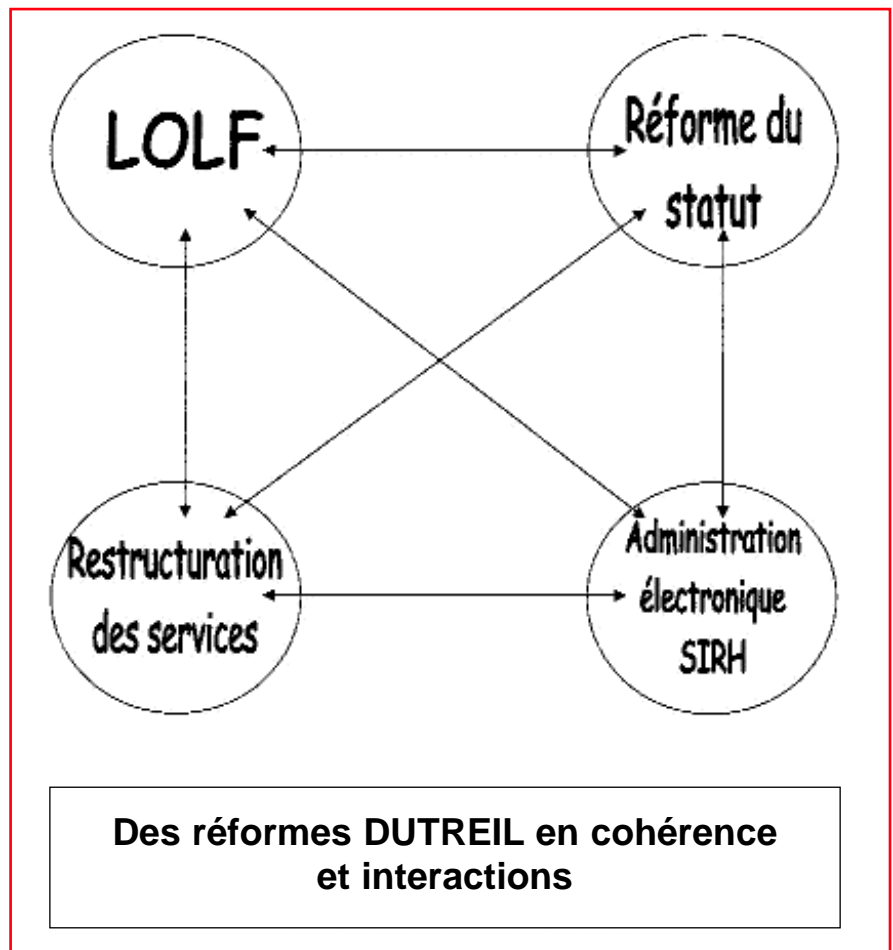 LOLF
Réforme du
statut
Restructuration
des services
Administration
électronique
SIRH
Des réformes DUTREIL en cohérence
et interactions